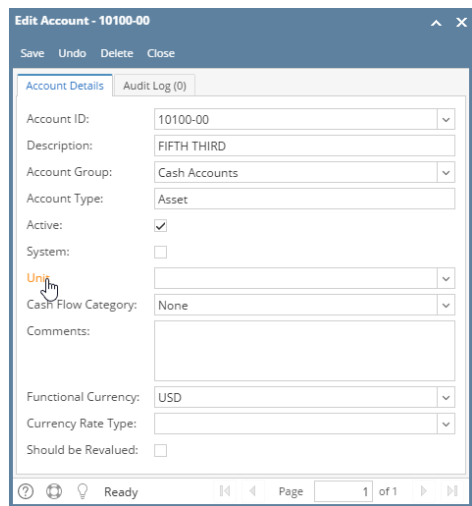 Edit Account - 10100-00
Save Undo Delete Close
Account Details Audit Log (0)
Account ID: 10100-00
Description: FIFTH THIRD
Account Group: Cash Accounts
Account Type: Asset
Active:
System:
Cash Flow Category: None
Comments:
Functional Currency: USD
Currency Rate Type:
Should be Revalued:
Ready Page 1 of 1